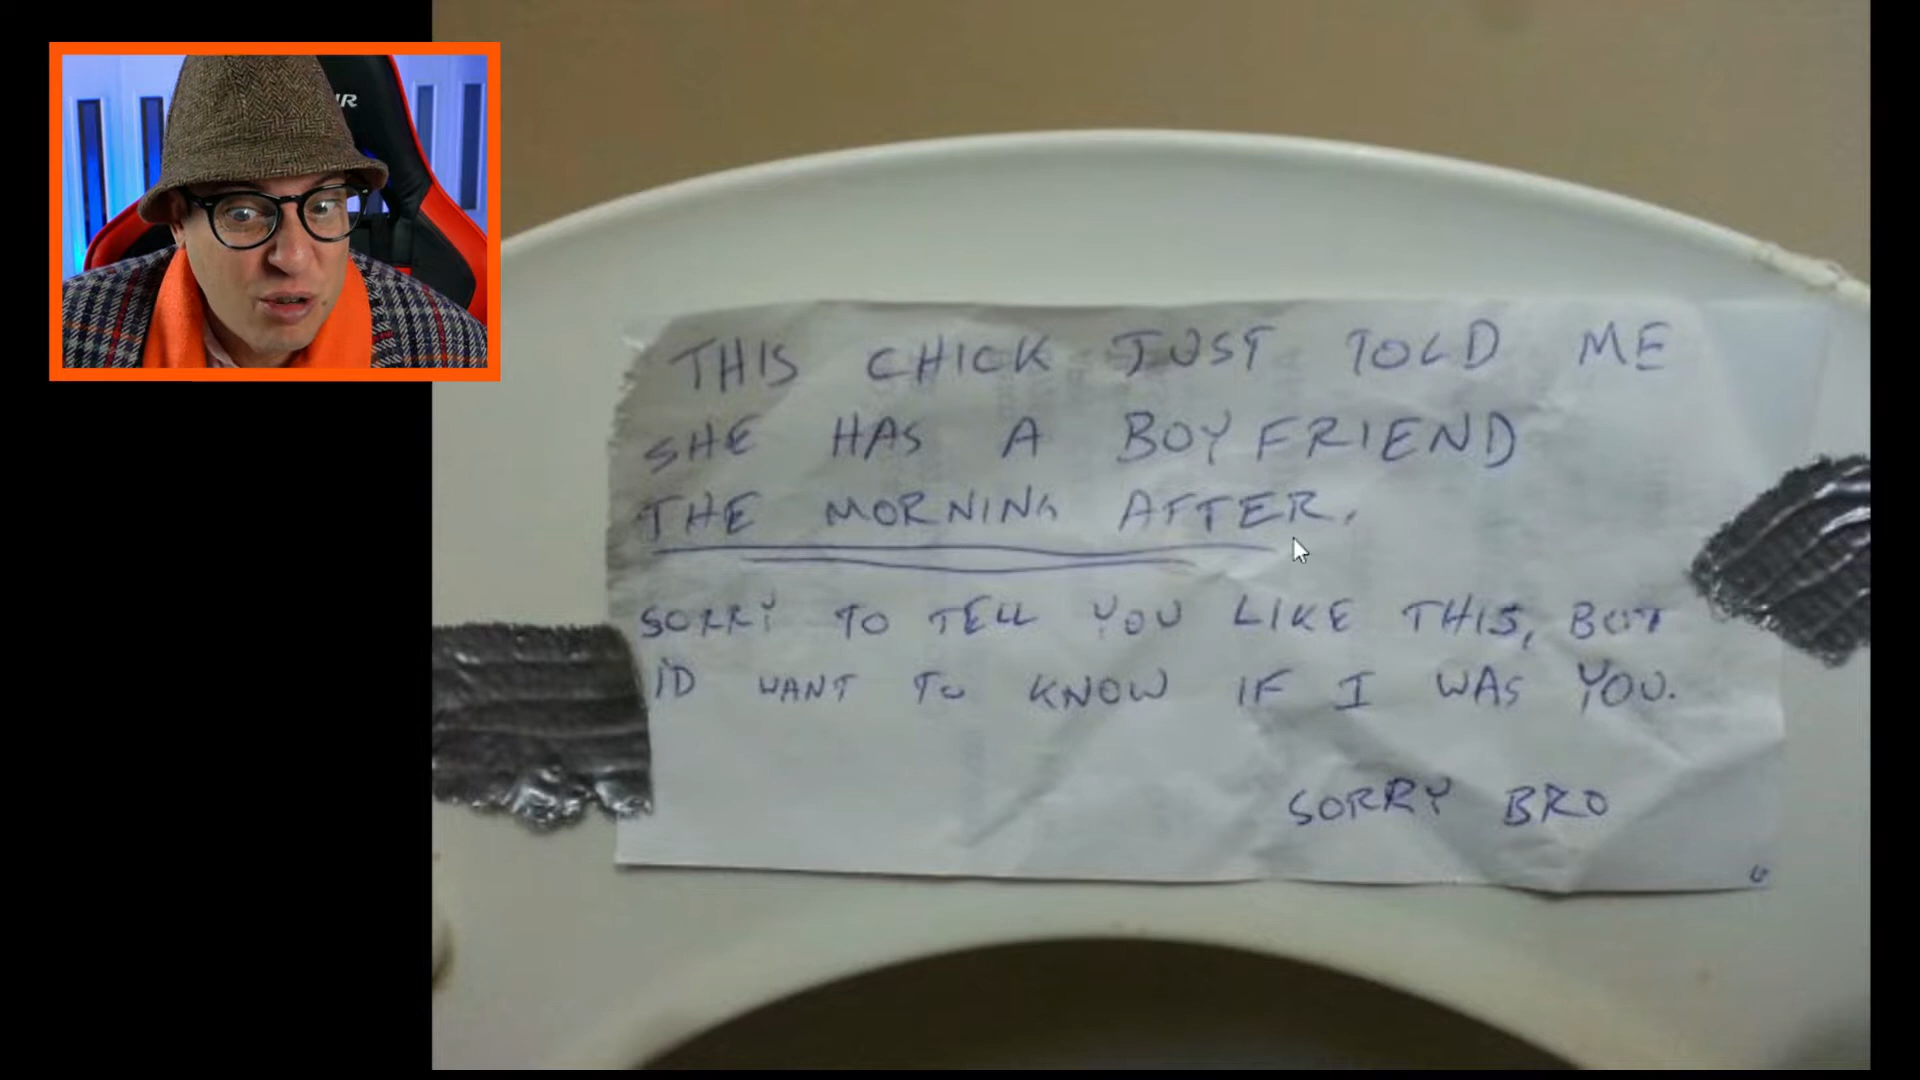 THIS CHICK JUST TOLD ME
SHE HAS A BOYFRIEND
THE MORNING AFTER.
SORRY TO TELL YOU LIKE THIS, BUT
I'D WANT TO KNOW IF I WAS YOU.
SORRY BRO